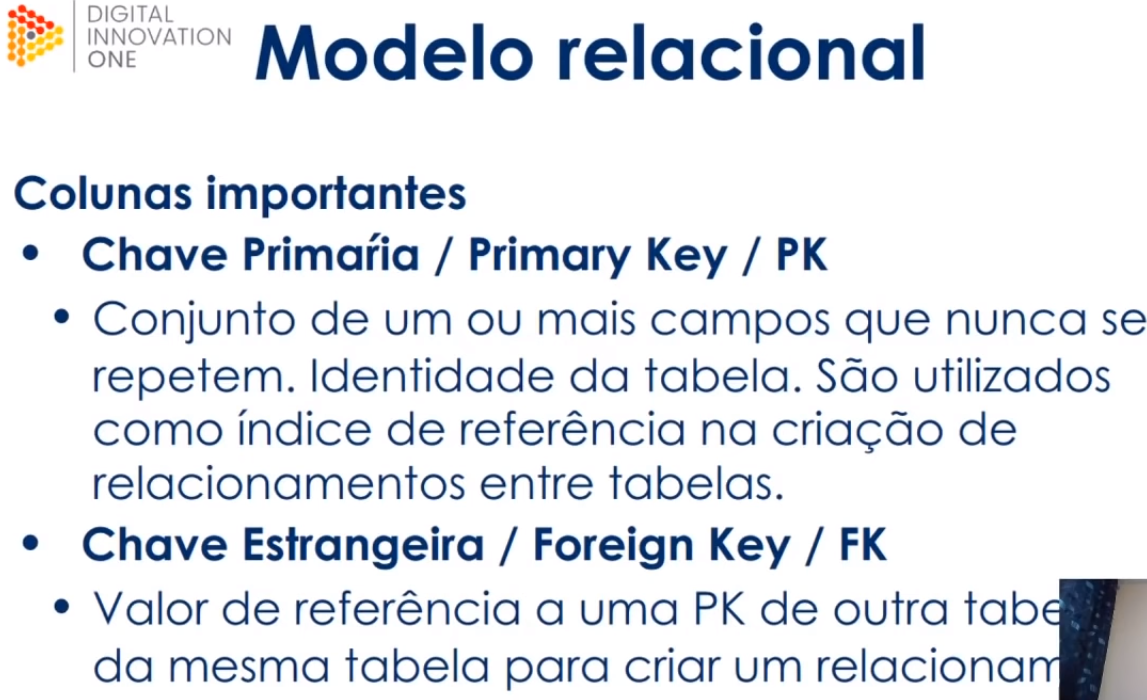 DIGITAL
INNOVATION
ONE
Modelo relacional
Colunas importantes
• Chave Primaŕia / Primary Key / PK
• Conjunto de um ou mais campos que nunca se
repetem. Identidade da tabela. São utilizados
como índice de referência na criação de
relacionamentos entre tabelas.
• Chave Estrangeira / Foreign Key / FK
• Valor de referência a uma PK de outra
da mesma tabela para criar um